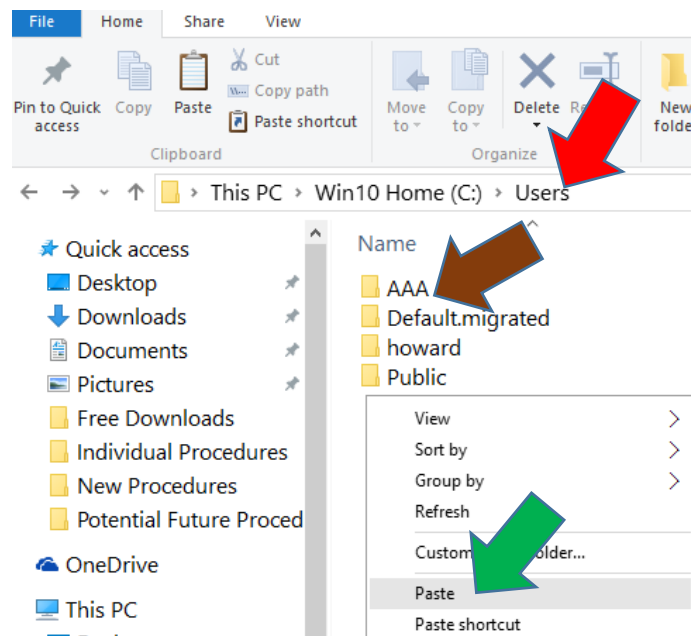 File Home Share View
Cut
Copy path
Paste shortcut
Pin to Quick access
Copy
Paste
Move to
Copy to
Delete
New
folde
Clipboard
Organize
This PC > Win10 Home (C:) > Users
Quick access
Desktop
Downloads
Documents
Pictures
Free Downloads
Individual Procedures
New Procedures
Potential Future Proced
OneDrive
This PC
Name
AAA
Default.migrated
howard
Public
View
Sort by
Group by
Refresh
Paste
Paste shortcut